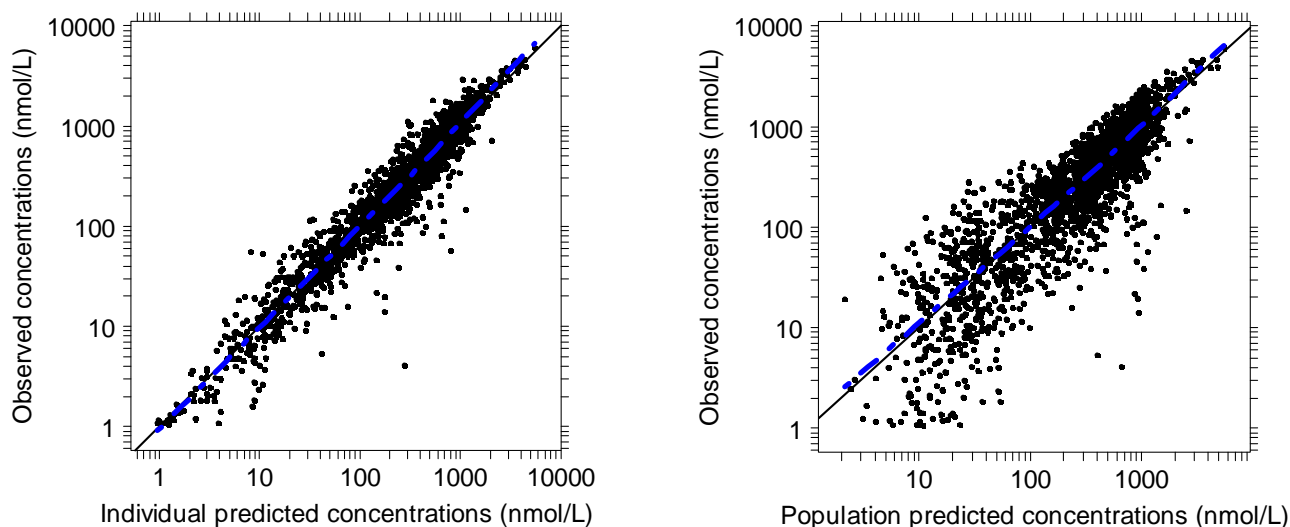 Observed concentrations (nmol/L)
10000
1000
100
10
1
1 10 100 1000 10000
Individual predicted concentrations (nmol/L)
Observed concentrations (nmol/L)
10000
1000
100
10
1
10 100 1000
Population predicted concentrations (nmol/L)